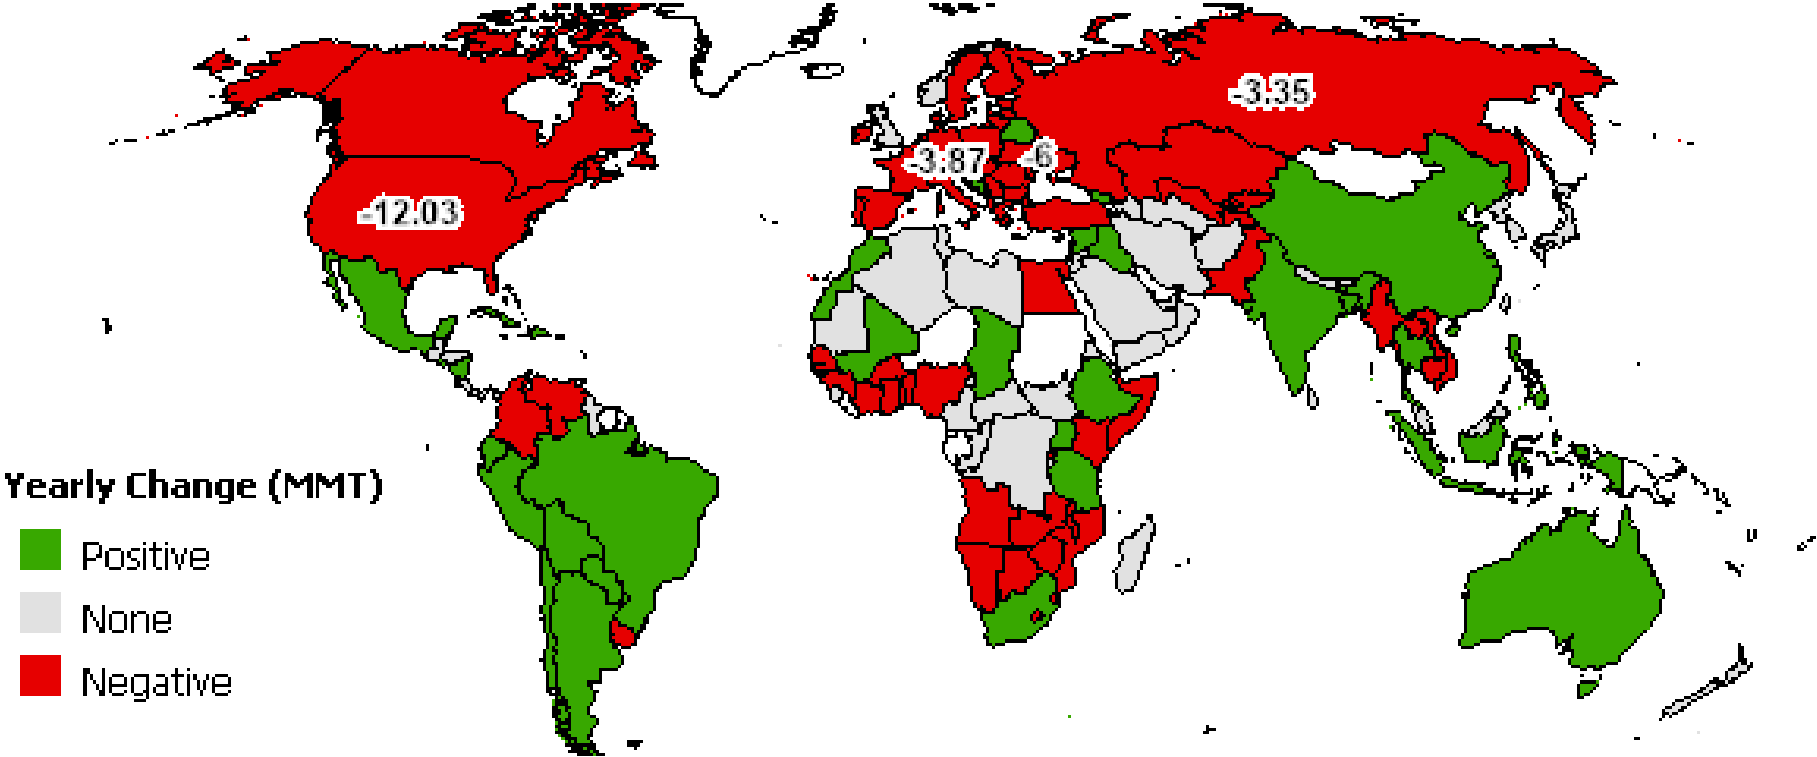 -3.35
-3.87
-6
-12.03
Yearly Change (MMT)
Positive
None
Negative